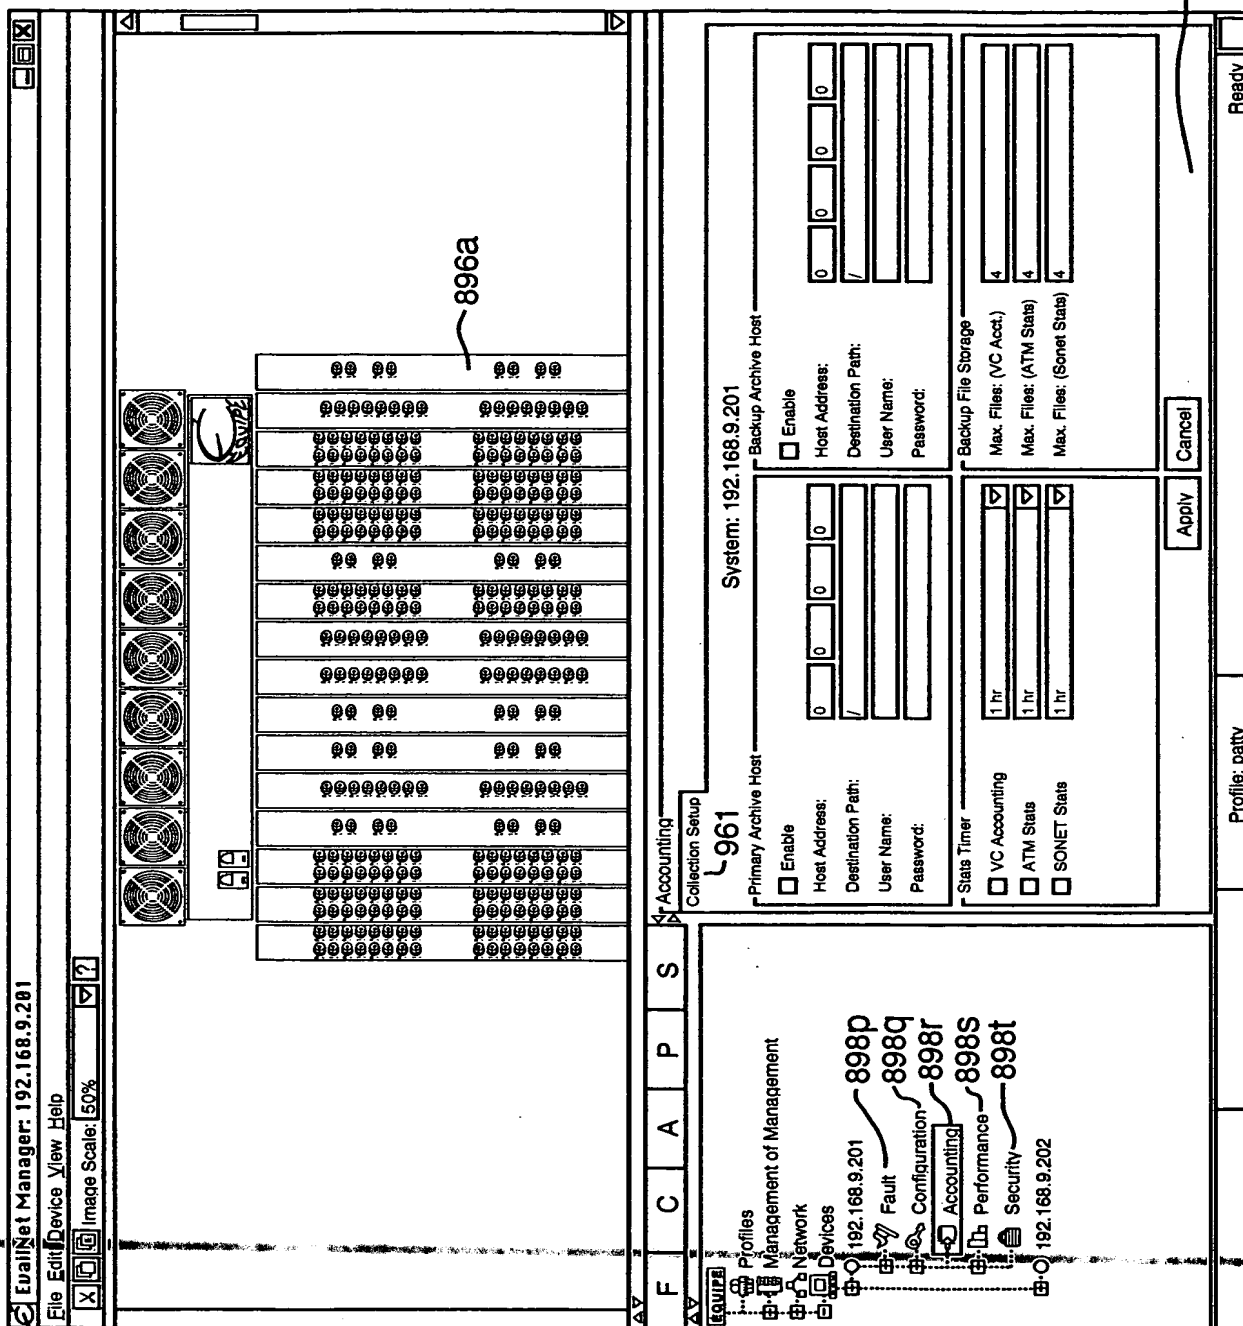 EualNet Manager: 192.168.9.201
File Edit Device View Help
X Image Scale: 50% ?
EQUIPE
896a
F C A P S
EQUIPE
Profiles
Management of Management
Network
Devices
192.168.9.201
Fault 898p
Configuration 898q
Accounting 898r
Performance 898s
Security 898t
192.168.9.202
Accounting
Collection Setup
961
System: 192.168.9.201
Primary Archive Host
Enable
Host Address: 0 0 0 0
Destination Path: /
User Name:
Password:
Backup Archive Host
Enable
Host Address: 0 0 0 0
Destination Path: /
User Name:
Password:
Stats Timer
VC Accounting 1 hr
ATM Stats 1 hr
SONET Stats 1 hr
Backup File Storage
Max. Files: (VC Acct.) 4
Max. Files: (ATM Stats) 4
Max. Files: (Sonet Stats) 4
Apply Cancel
Profile: patty
Ready